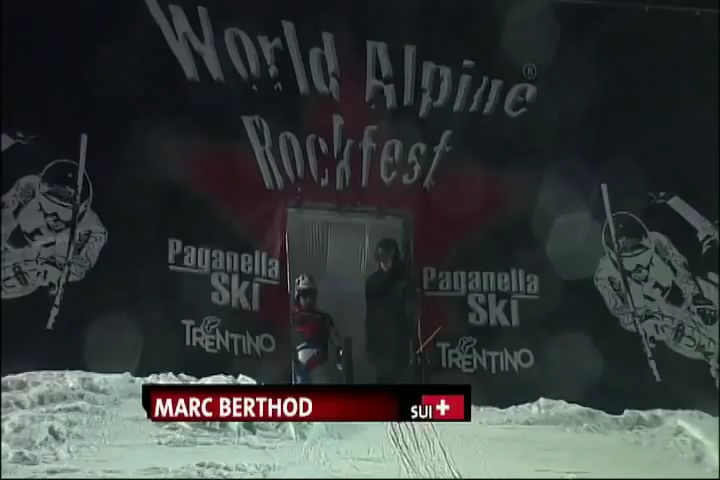 World Alpine ®
Rockfest
Paganella
Ski
TRENTINO
Paganella
Ski
TRENTINO
MARC BERTHOD SUI